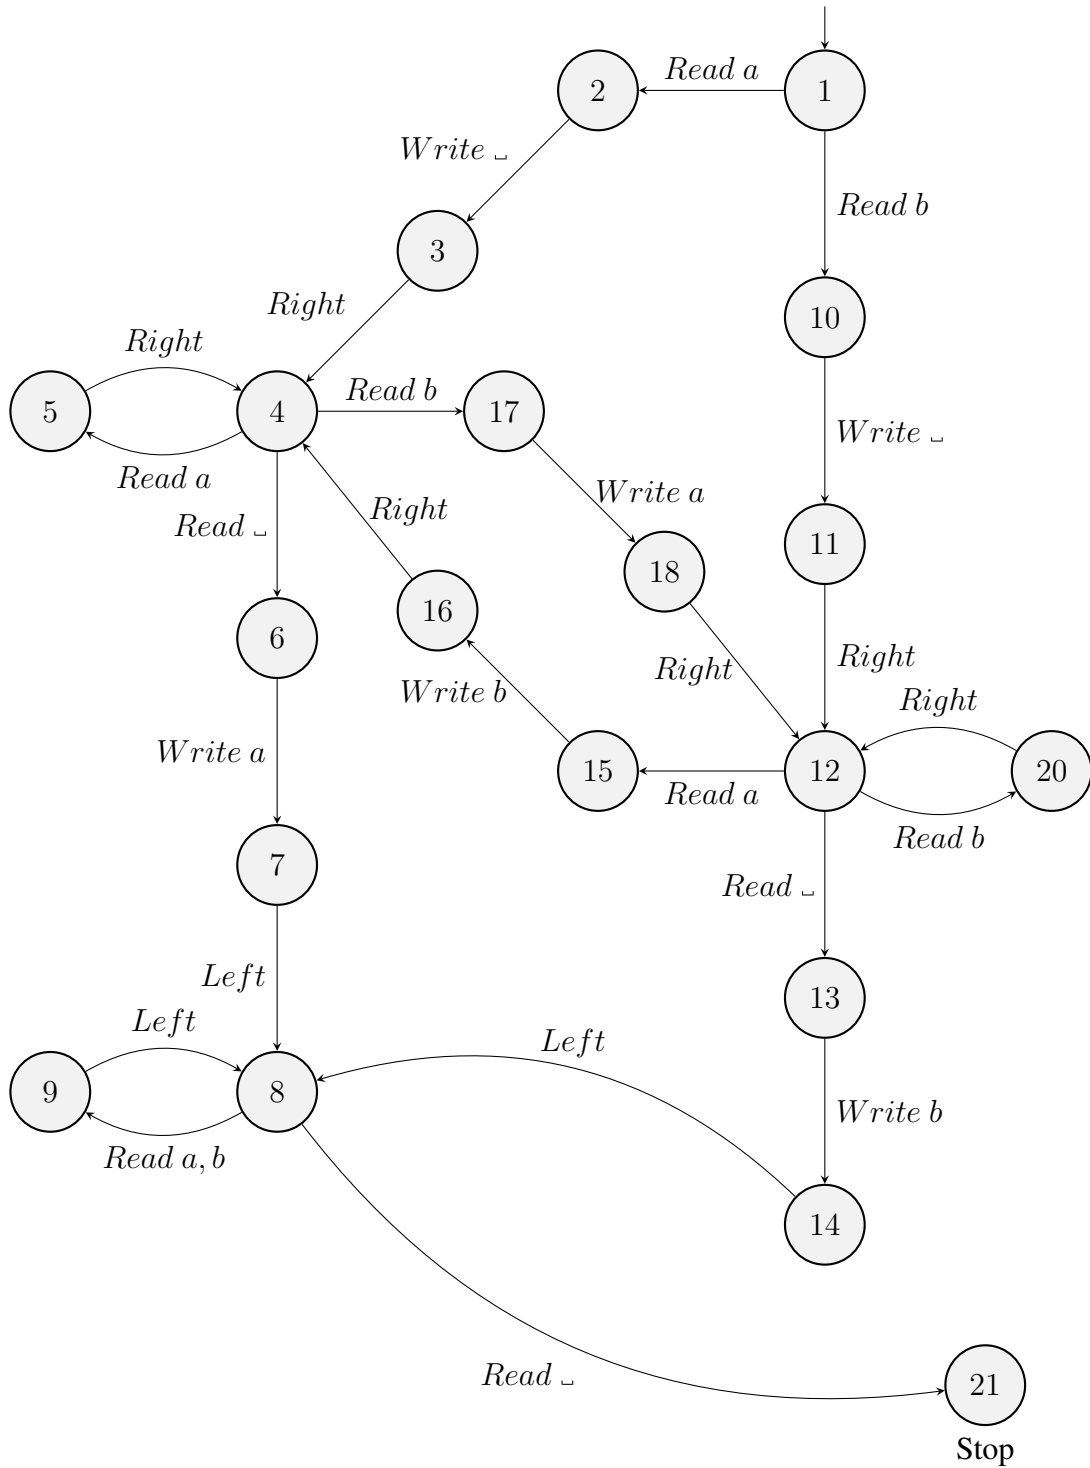 Read a
2
1
Write ␣
Read b
3
Right
10
Right
Read b
5
4
17
Write ␣
Read a
Write a
Right
Read ␣
11
18
16
6
Right
Right
Right
Write b
Write a
15
12
20
Read a
Read b
7
Read ␣
Left
13
Left
Left
9
8
Write b
Read a, b
14
Read ␣
21
Stop